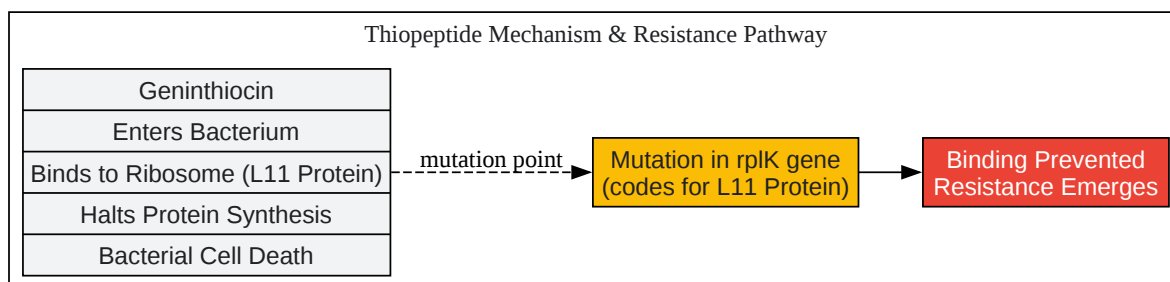 Thiopeptide Mechanism & Resistance Pathway
Geninthiocin
Enters Bacterium
Binds to Ribosome (L11 Protein)
Halts Protein Synthesis
Bacterial Cell Death
mutation point
Mutation in rplK gene
(codes for L11 Protein)
Binding Prevented
Resistance Emerges